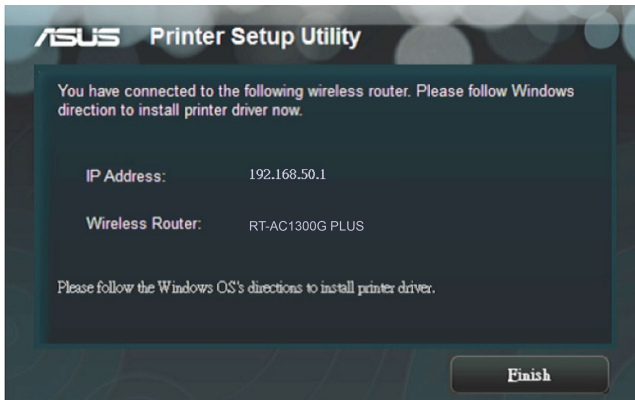 ASUS Printer Setup Utility
You have connected to the following wireless router. Please follow Windows
direction to install printer driver now.
IP Address: 192.168.50.1
Wireless Router: RT-AC1300G PLUS
Please follow the Windows OS's directions to install printer driver.
Finish